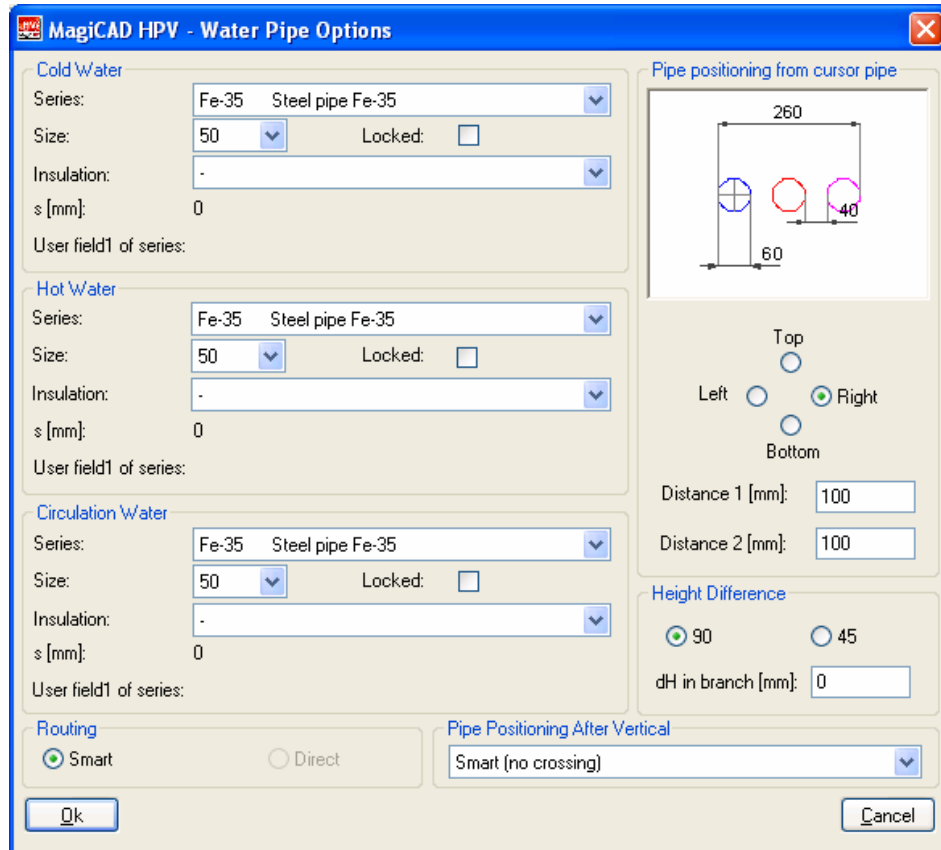 MagiCAD HPV - Water Pipe Options
Cold Water
Series: Fe-35 Steel pipe Fe-35
Size: 50 Locked:
Insulation: -
s [mm]: 0
User field1 of series:
Hot Water
Series: Fe-35 Steel pipe Fe-35
Size: 50 Locked:
Insulation: -
s [mm]: 0
User field1 of series:
Circulation Water
Series: Fe-35 Steel pipe Fe-35
Size: 50 Locked:
Insulation: -
s [mm]: 0
User field1 of series:
Routing
Smart Direct
Pipe positioning from cursor pipe
260
40
60
Top
Left Right
Bottom
Distance 1 [mm]: 100
Distance 2 [mm]: 100
Height Difference
90 45
dH in branch [mm]: 0
Pipe Positioning After Vertical
Smart (no crossing)
Ok Cancel